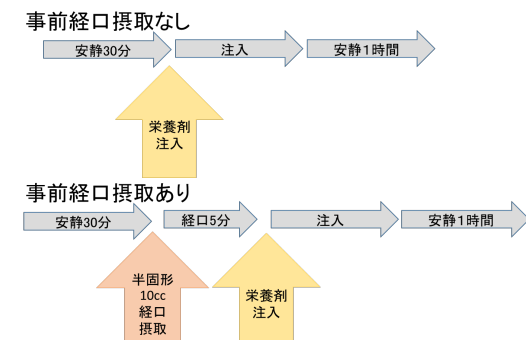 事前経口摂取なし
安静30分
注入
安静1時間
栄養剤
注入
事前経口摂取あり
安静30分
経口5分
注入
安静1時間
半固形
10cc
経口
摂取
栄養剤
注入